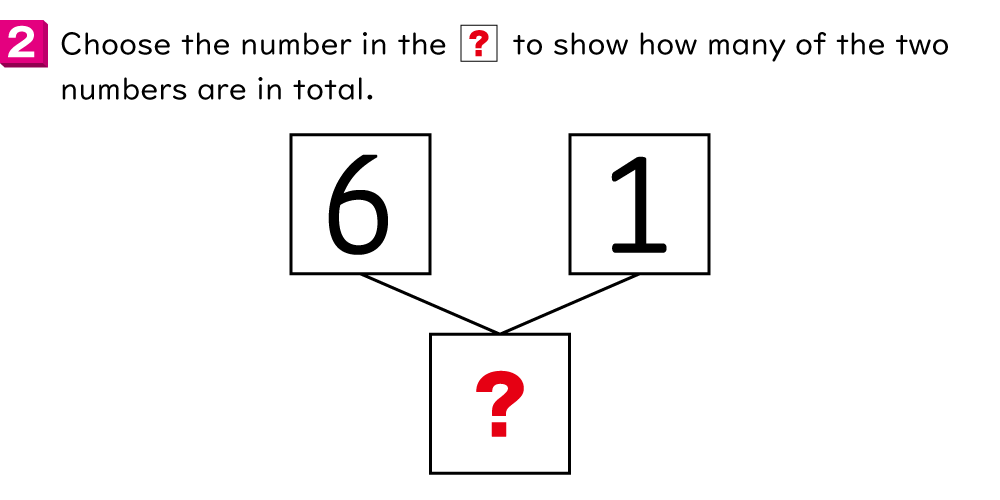 2 Choose the number in the ? to show how many of the two
numbers are in total.
6 1
?